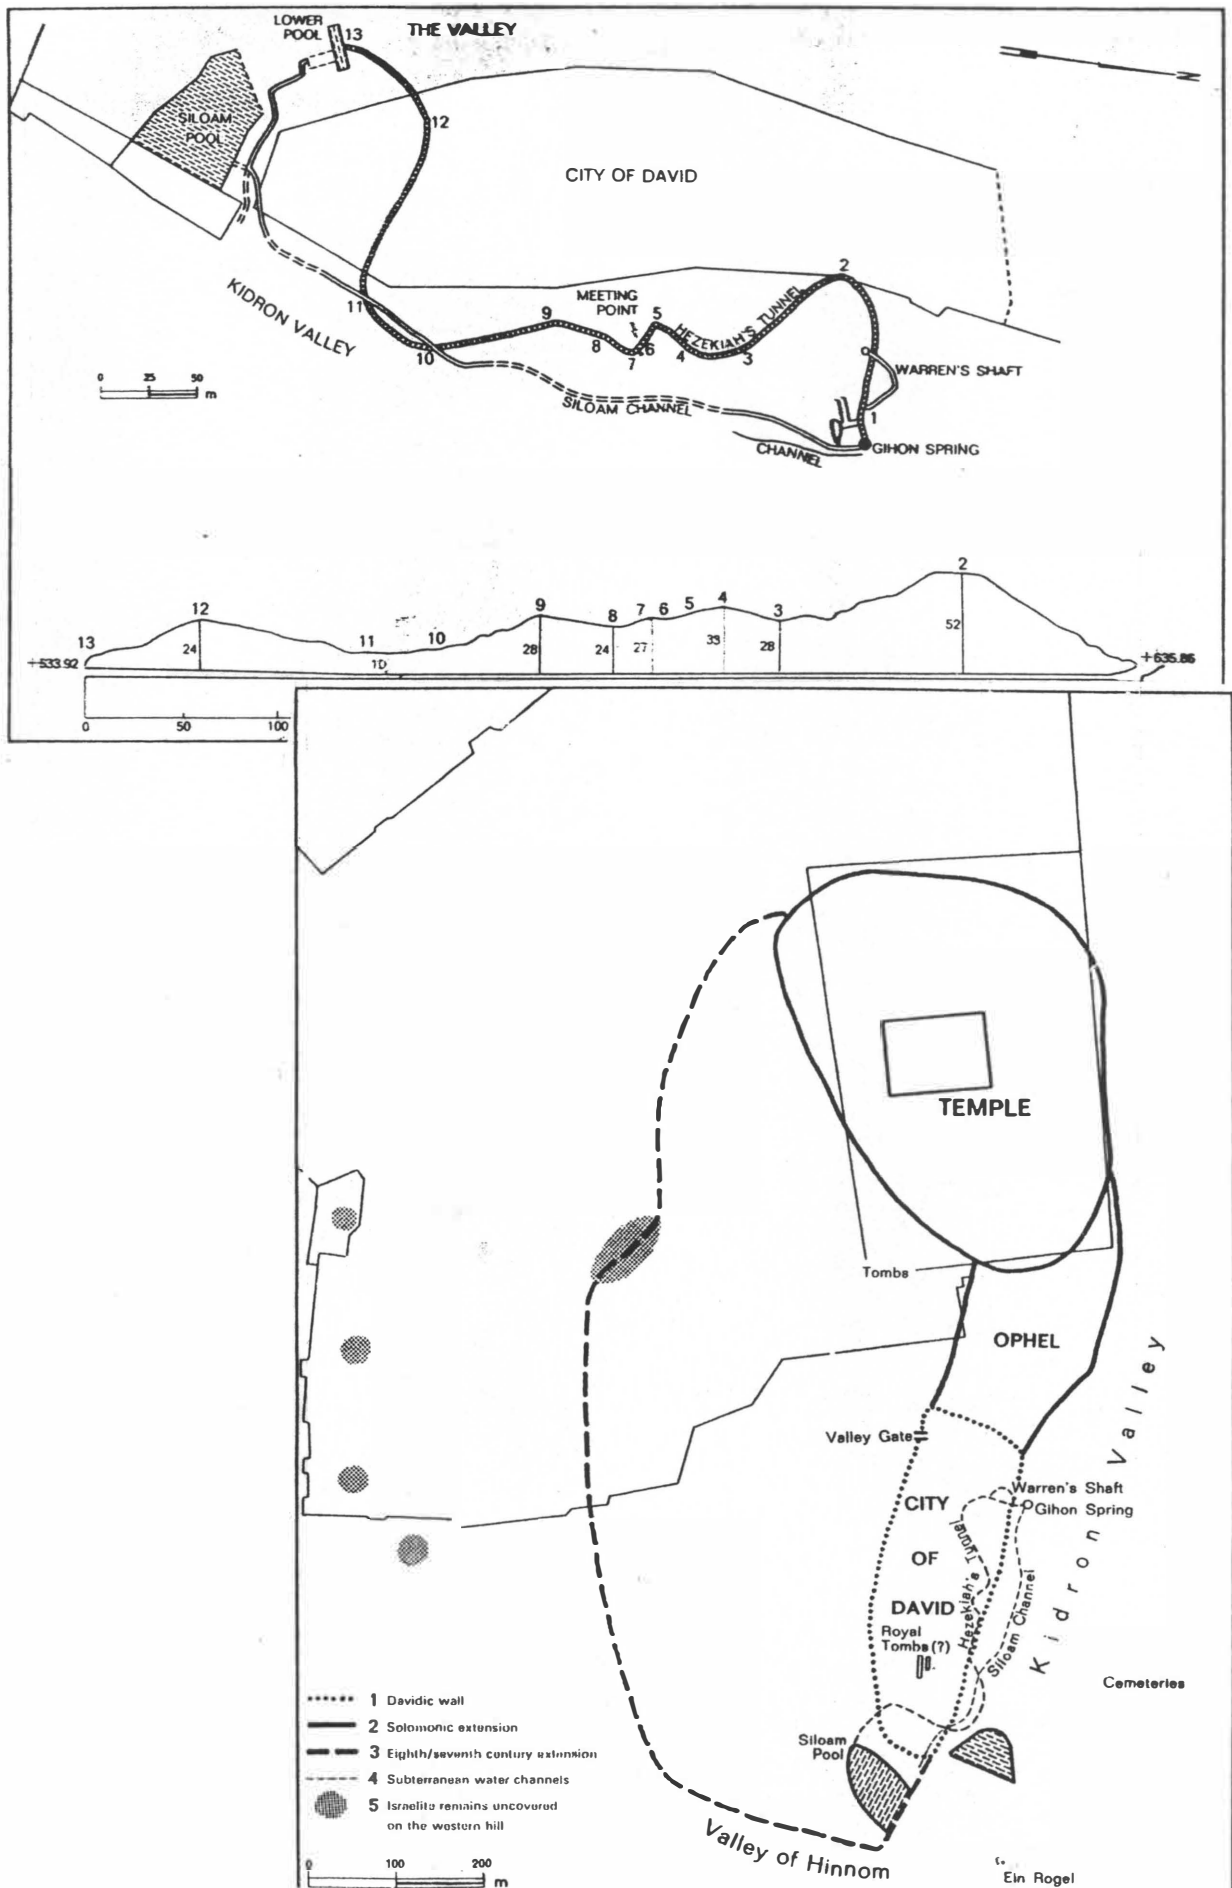 LOWER
POOL
13
THE VALLEY
N
SILOAM
POOL
12
CITY OF DAVID
KIDRON VALLEY
11
10
9
MEETING
POINT
8
7
6
5
4
HEZEKIAH'S TUNNEL
3
2
WARREN'S SHAFT
1
GIHON SPRING
SILOAM CHANNEL
CHANNEL
0 25 50 m
13 12 11 10 9 8 7 6 5 4 3 2
+533.92 24 10 28 24 27 33 28 52 +635.86
0 50 100
TEMPLE
Tombs
OPHEL
Kidron Valley
Valley Gate
Warren's Shaft
Gihon Spring
CITY
OF
DAVID
Hezekiah's Tunnel
Siloam Channel
Royal
Tombs (?)
Cemeteries
Siloam
Pool
Valley of Hinnom
Ein Rogel
1 Davidic wall
2 Solomonic extension
3 Eighth/seventh century extension
4 Subterranean water channels
5 Israelite remains uncovered
on the western hill
0 100 200 m